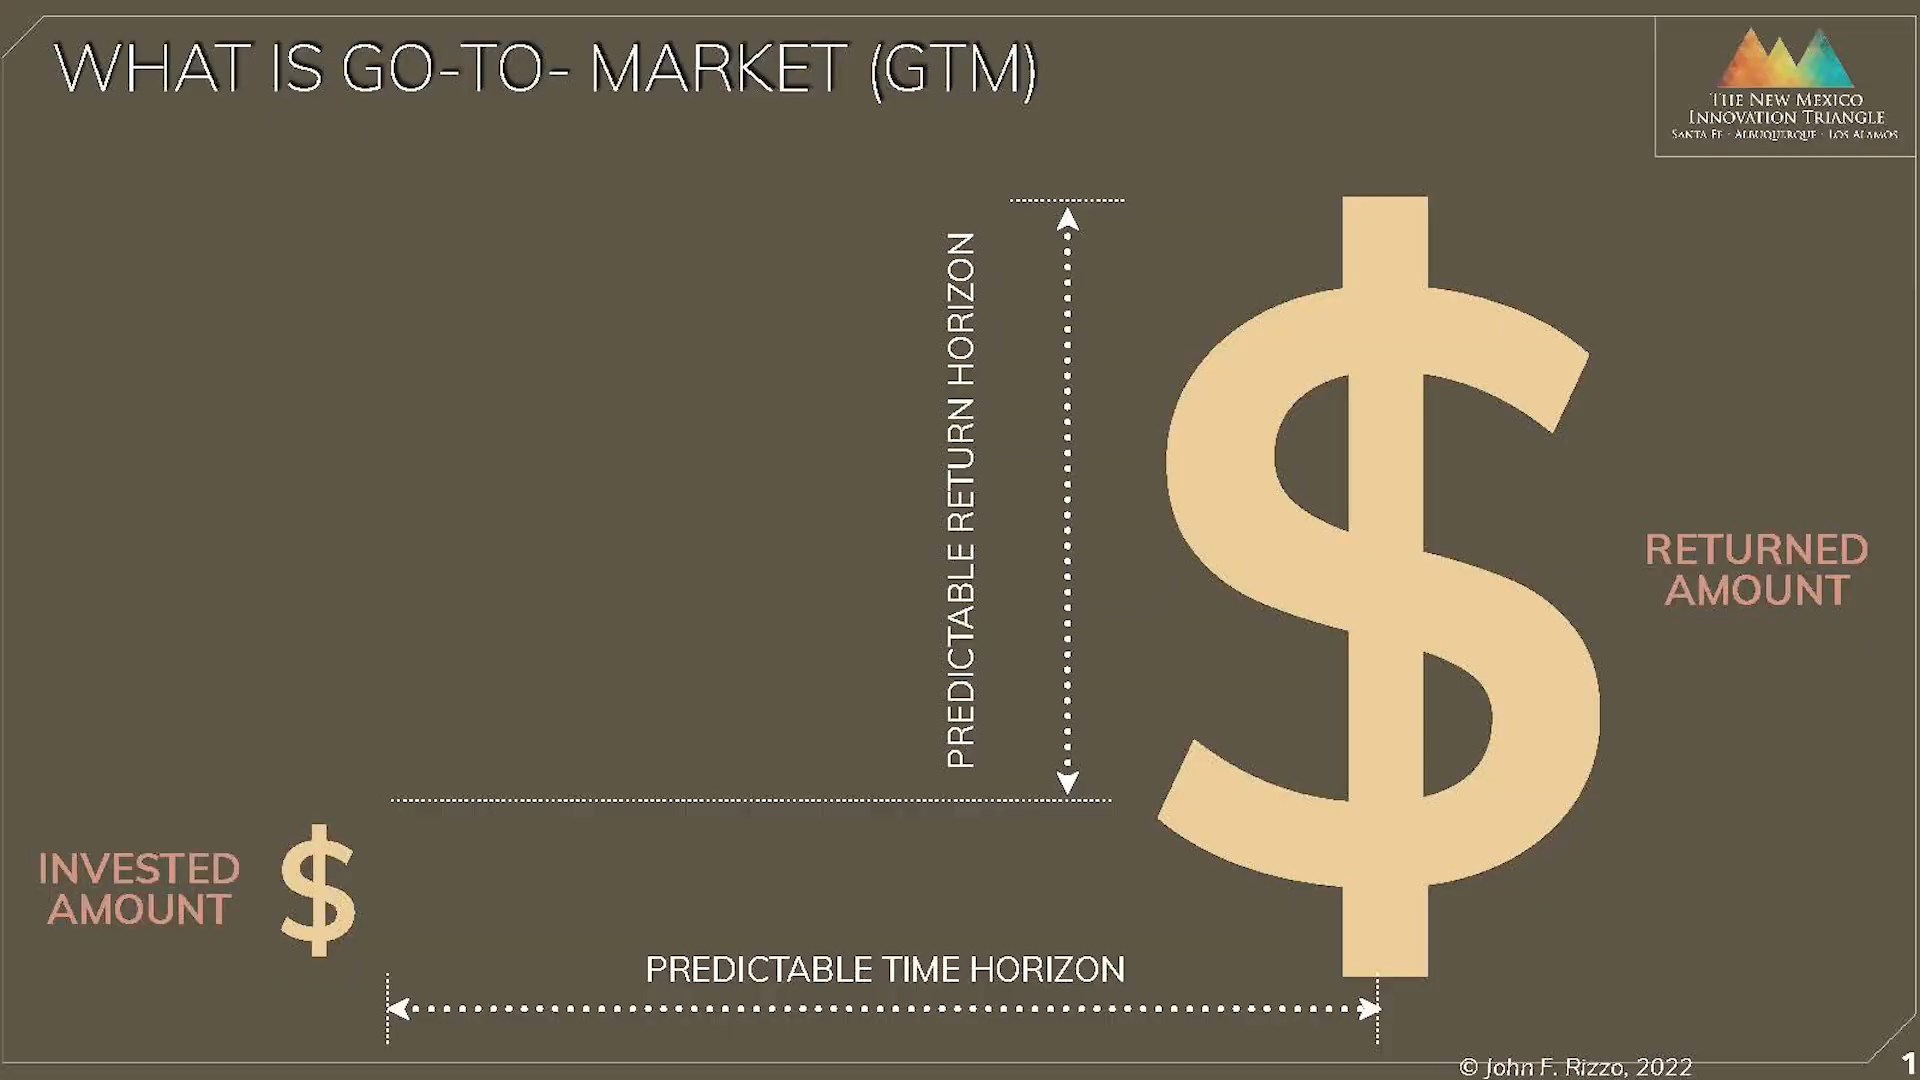 WHAT IS GO-TO- MARKET (GTM)
THE NEW MEXICO
INNOVATION TRIANGLE
SANTA FE · ALBUQUERQUE · LOS ALAMOS
PREDICTABLE RETURN HORIZON
$
RETURNED
AMOUNT
INVESTED
AMOUNT
$
PREDICTABLE TIME HORIZON
© John F. Rizzo, 2022
1